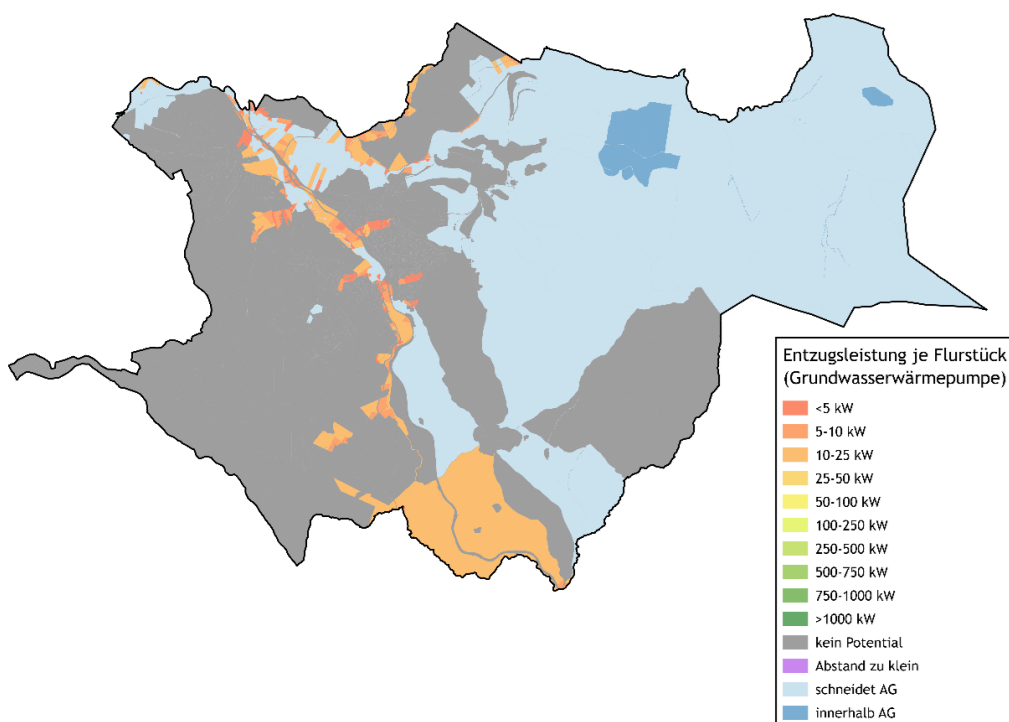 Entzugsleistung je Flurstück
(Grundwasserwärmepumpe)
<5 kW
5-10 kW
10-25 kW
25-50 kW
50-100 kW
100-250 kW
250-500 kW
500-750 kW
750-1000 kW
>1000 kW
kein Potential
Abstand zu klein
schneidet AG
innerhalb AG